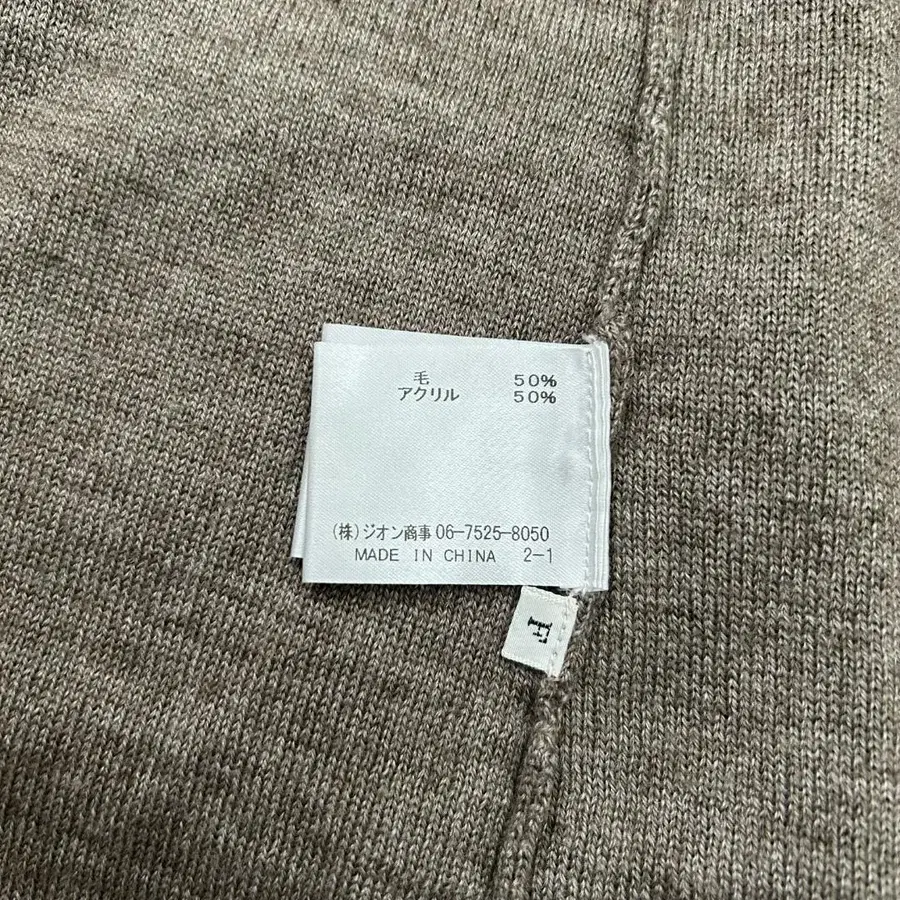 毛 50%
アクリル 50%
(株)ジオン商事 06-7525-8050
MADE IN CHINA 2-1
F